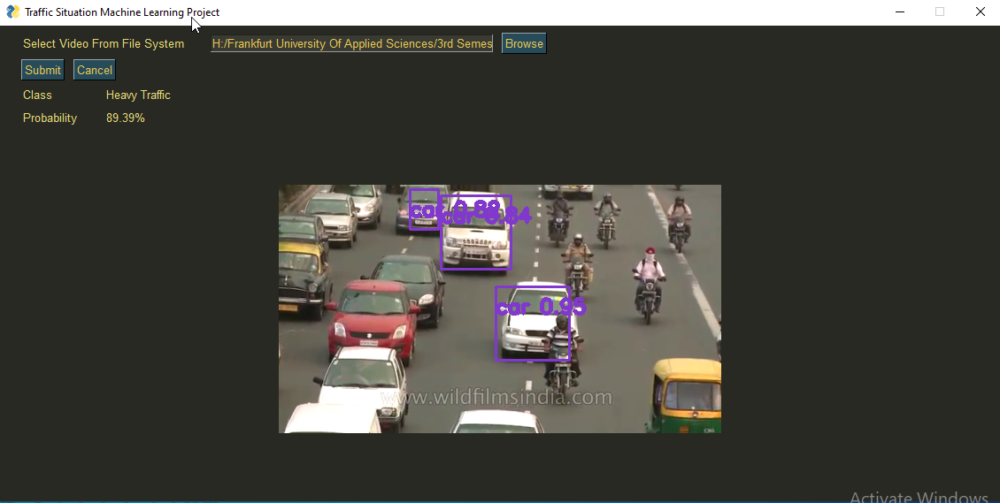 Traffic Situation Machine Learning Project
Select Video From File System H:/Frankfurt University Of Applied Sciences/3rd Semes Browse
Submit Cancel
Class Heavy Traffic
Probability 89.39%
car 0.88
car 0.84
car 0.95
www.wildfilmsindia.com
Activate Windows